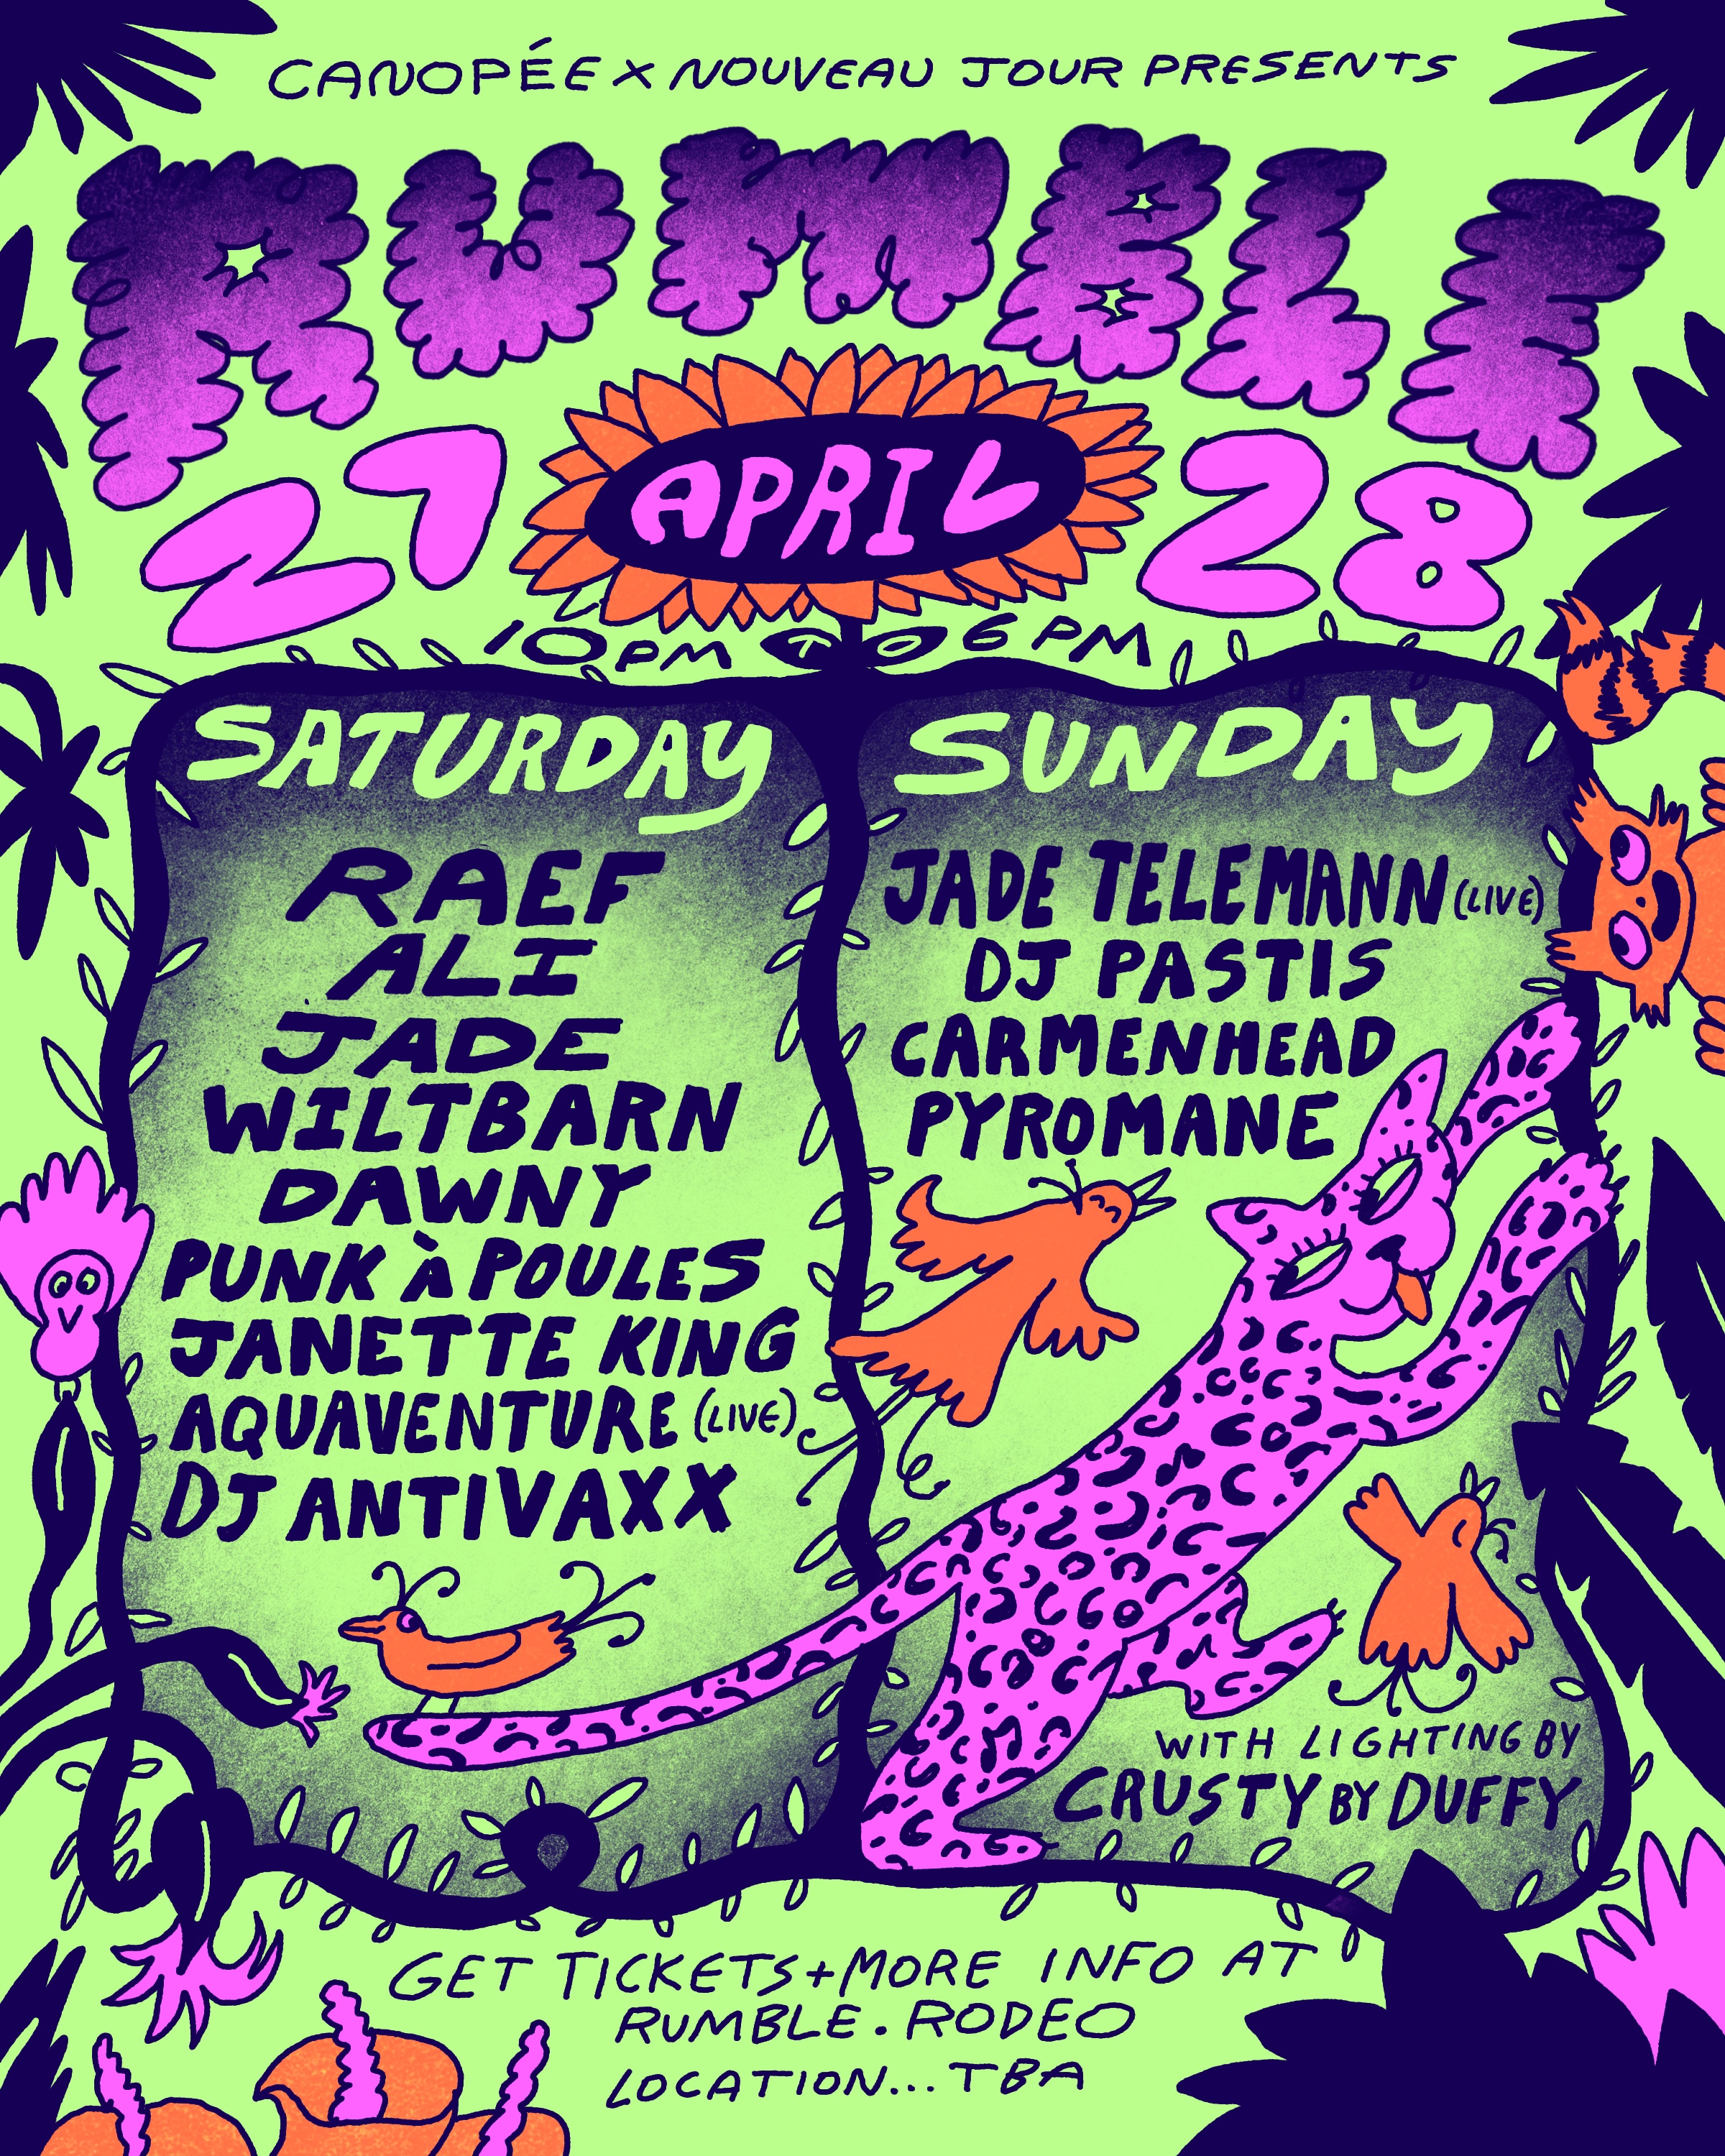 CANOPÉE X NOUVEAU JOUR PRESENTS
RUMBLE
27 APRIL 28
10PM TO 6PM
SATURDAY
RAEF
ALI
JADE
WILTBARN
DAWNY
PUNK À POULES
JANETTE KING
AQUAVENTURE (LIVE)
DJ ANTIVAXX
SUNDAY
JADE TELEMANN (LIVE)
DJ PASTIS
CARMENHEAD
PYROMANE
WITH LIGHTING BY
CRUSTY BY DUFFY
GET TICKETS + MORE INFO AT
RUMBLE.RODEO
LOCATION... TBA